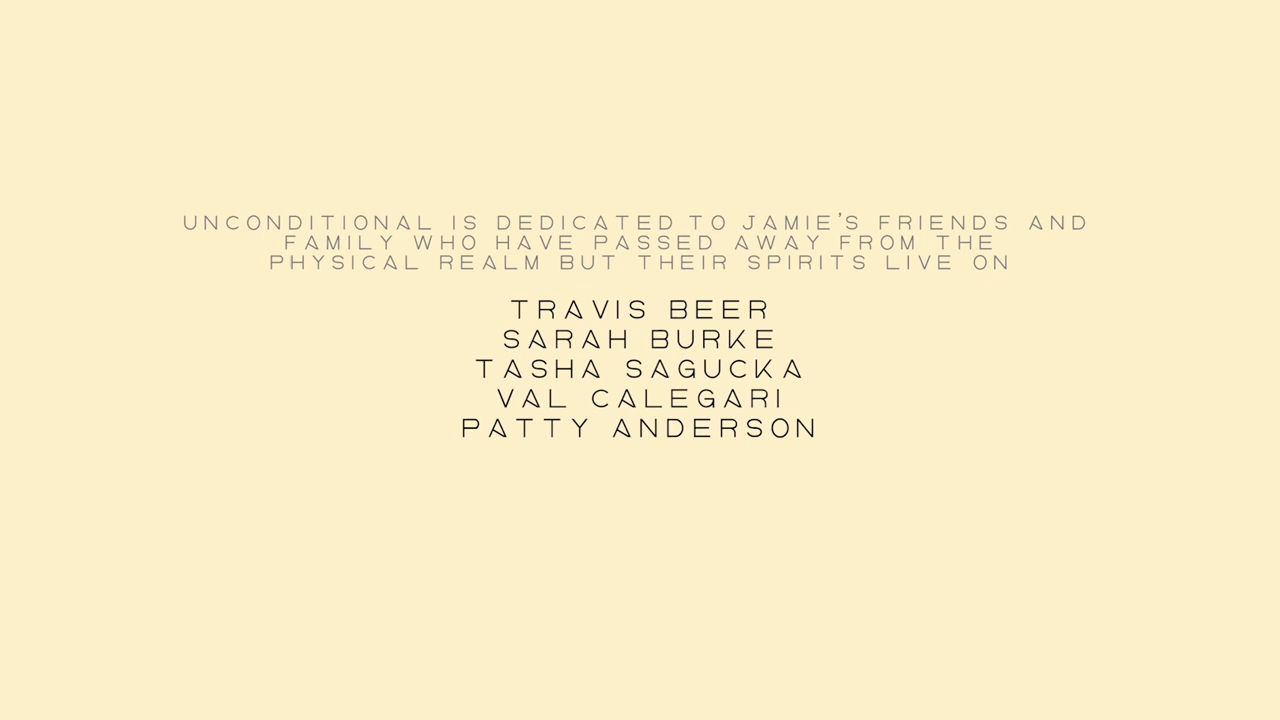 UNCONDITIONAL IS DEDICATED TO JAMIE'S FRIENDS AND
FAMILY WHO HAVE PASSED AWAY FROM THE
PHYSICAL REALM BUT THEIR SPIRITS LIVE ON
TRAVIS BEER
SARAH BURKE
TASHA SAGUCKA
VAL CALEGARI
PATTY ANDERSON